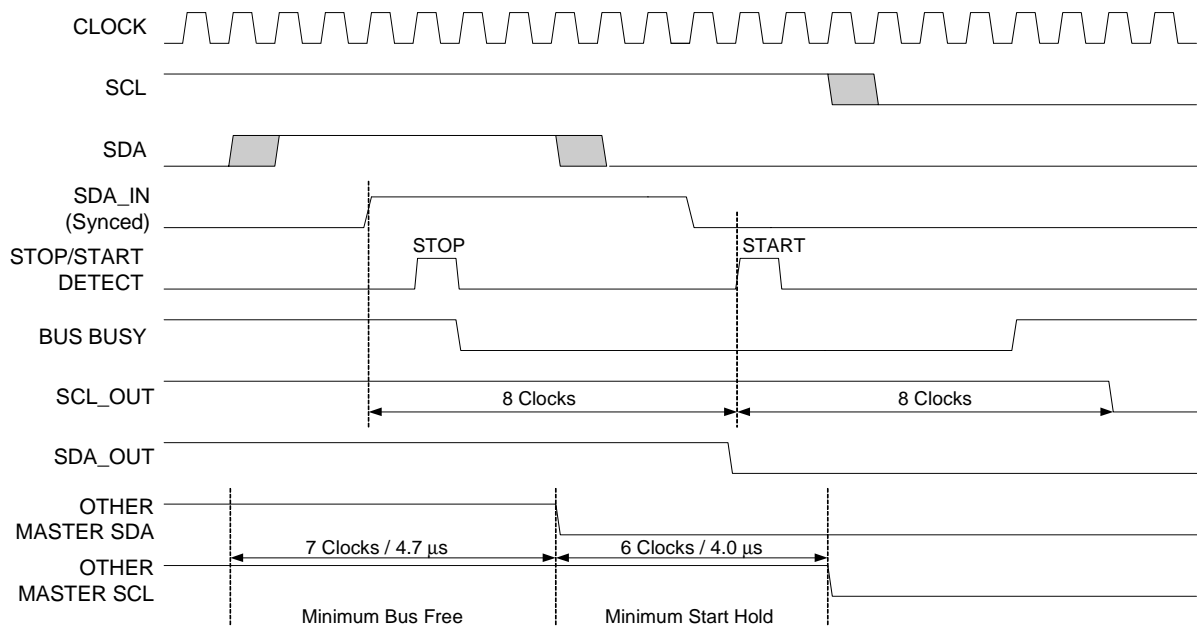 CLOCK
SCL
SDA
SDA_IN
(Synced)
STOP/START
DETECT
STOP
START
BUS BUSY
SCL_OUT
8 Clocks
8 Clocks
SDA_OUT
OTHER
MASTER SDA
7 Clocks / 4.7 μs
6 Clocks / 4.0 μs
OTHER
MASTER SCL
Minimum Bus Free
Minimum Start Hold